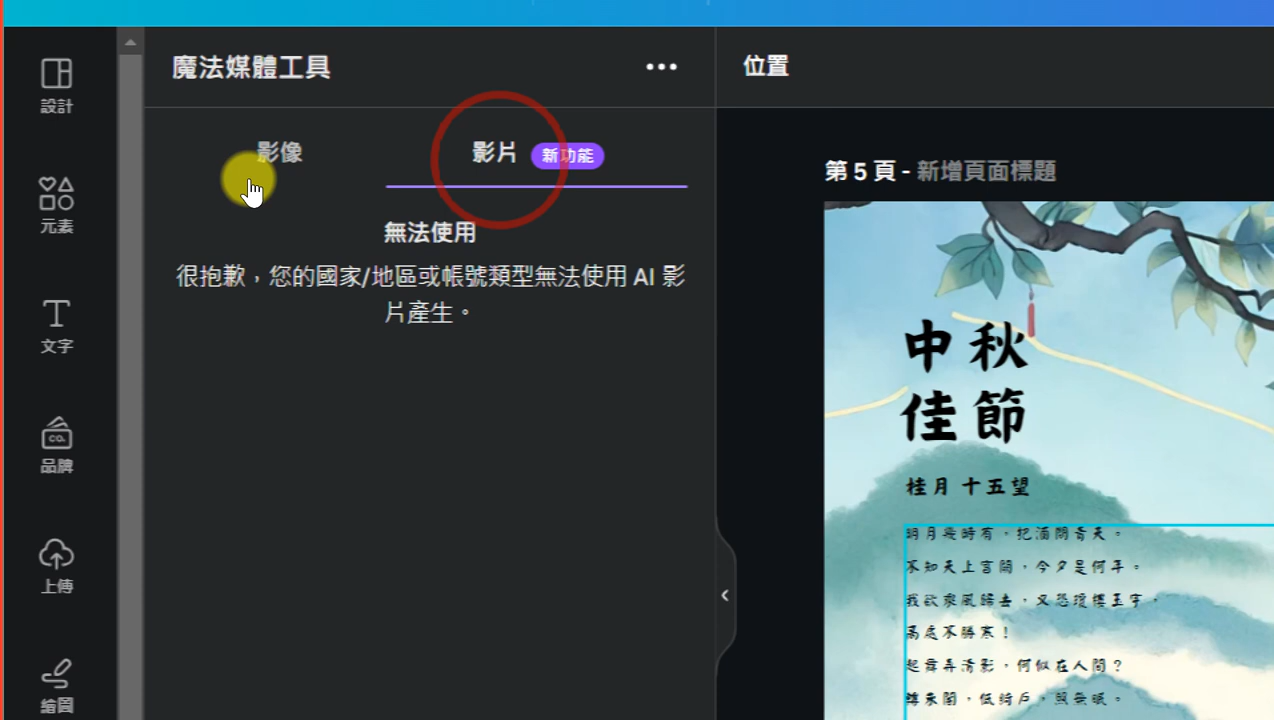 設計
元素
文字
CO.
品牌
上傳
繪圖
魔法媒體工具
影像
影片
新功能
無法使用
很抱歉，您的國家/地區或帳號類型無法使用 AI 影
片產生。
位置
第 5 頁 - 新增頁面標題
中秋
佳節
桂月 十五望
明月幾時有，把酒問青天。
不知天上宮闕，今夕是何年。
我欲乘風歸去，又恐瓊樓玉宇，
高處不勝寒！
起舞弄清影，何似在人間？
轉朱閣，低綺戶，照無眠。